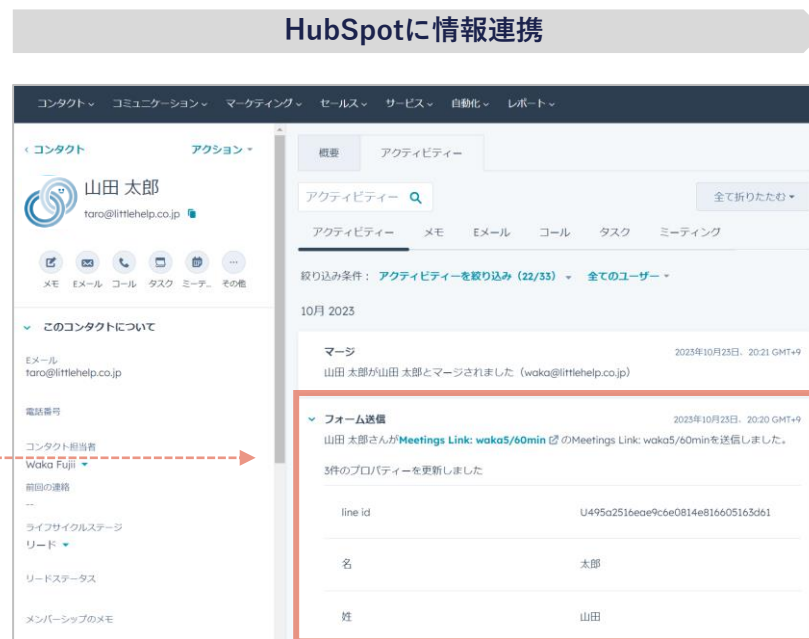 HubSpotに情報連携
コンタクト コミュニケーション マーケティング セールス サービス 自動化 レポート
コンタクト アクション
山田 太郎
taro@littlehelp.co.jp
メモ Eメール コール タスク ミーテ... その他
このコンタクトについて
Eメール
taro@littlehelp.co.jp
電話番号
コンタクト担当者
Waka Fujii
前回の連絡
--
ライフサイクルステージ
リード
リードステータス
メンバーシップのメモ
概要 アクティビティー
アクティビティー 全て折りたたむ
アクティビティー メモ Eメール コール タスク ミーティング
絞り込み条件: アクティビティーを絞り込み (22/33) 全てのユーザー
10月 2023
マージ 2023年10月23日、20:21 GMT+9
山田 太郎が山田 太郎とマージされました (waka@littlehelp.co.jp)
フォーム送信 2023年10月23日、20:20 GMT+9
山田 太郎さんがMeetings Link: waka5/60min のMeetings Link: waka5/60minを送信しました。
3件のプロパティーを更新しました
line id U495a2516eae9c6e0814e816605163d61
名 太郎
姓 山田